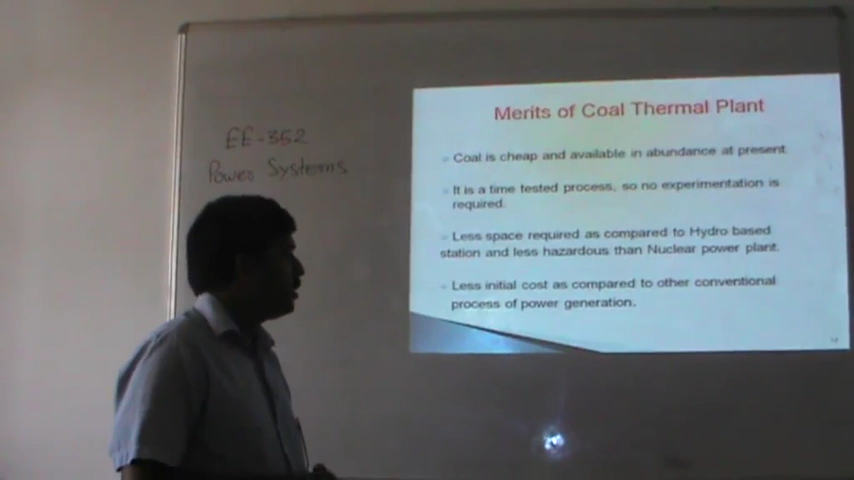 EE-352
Power Systems
Merits of Coal Thermal Plant
Coal is cheap and available in abundance at present
It is a time tested process, so no experimentation is
required.
Less space required as compared to Hydro based
station and less hazardous than Nuclear power plant.
Less initial cost as compared to other conventional
process of power generation.